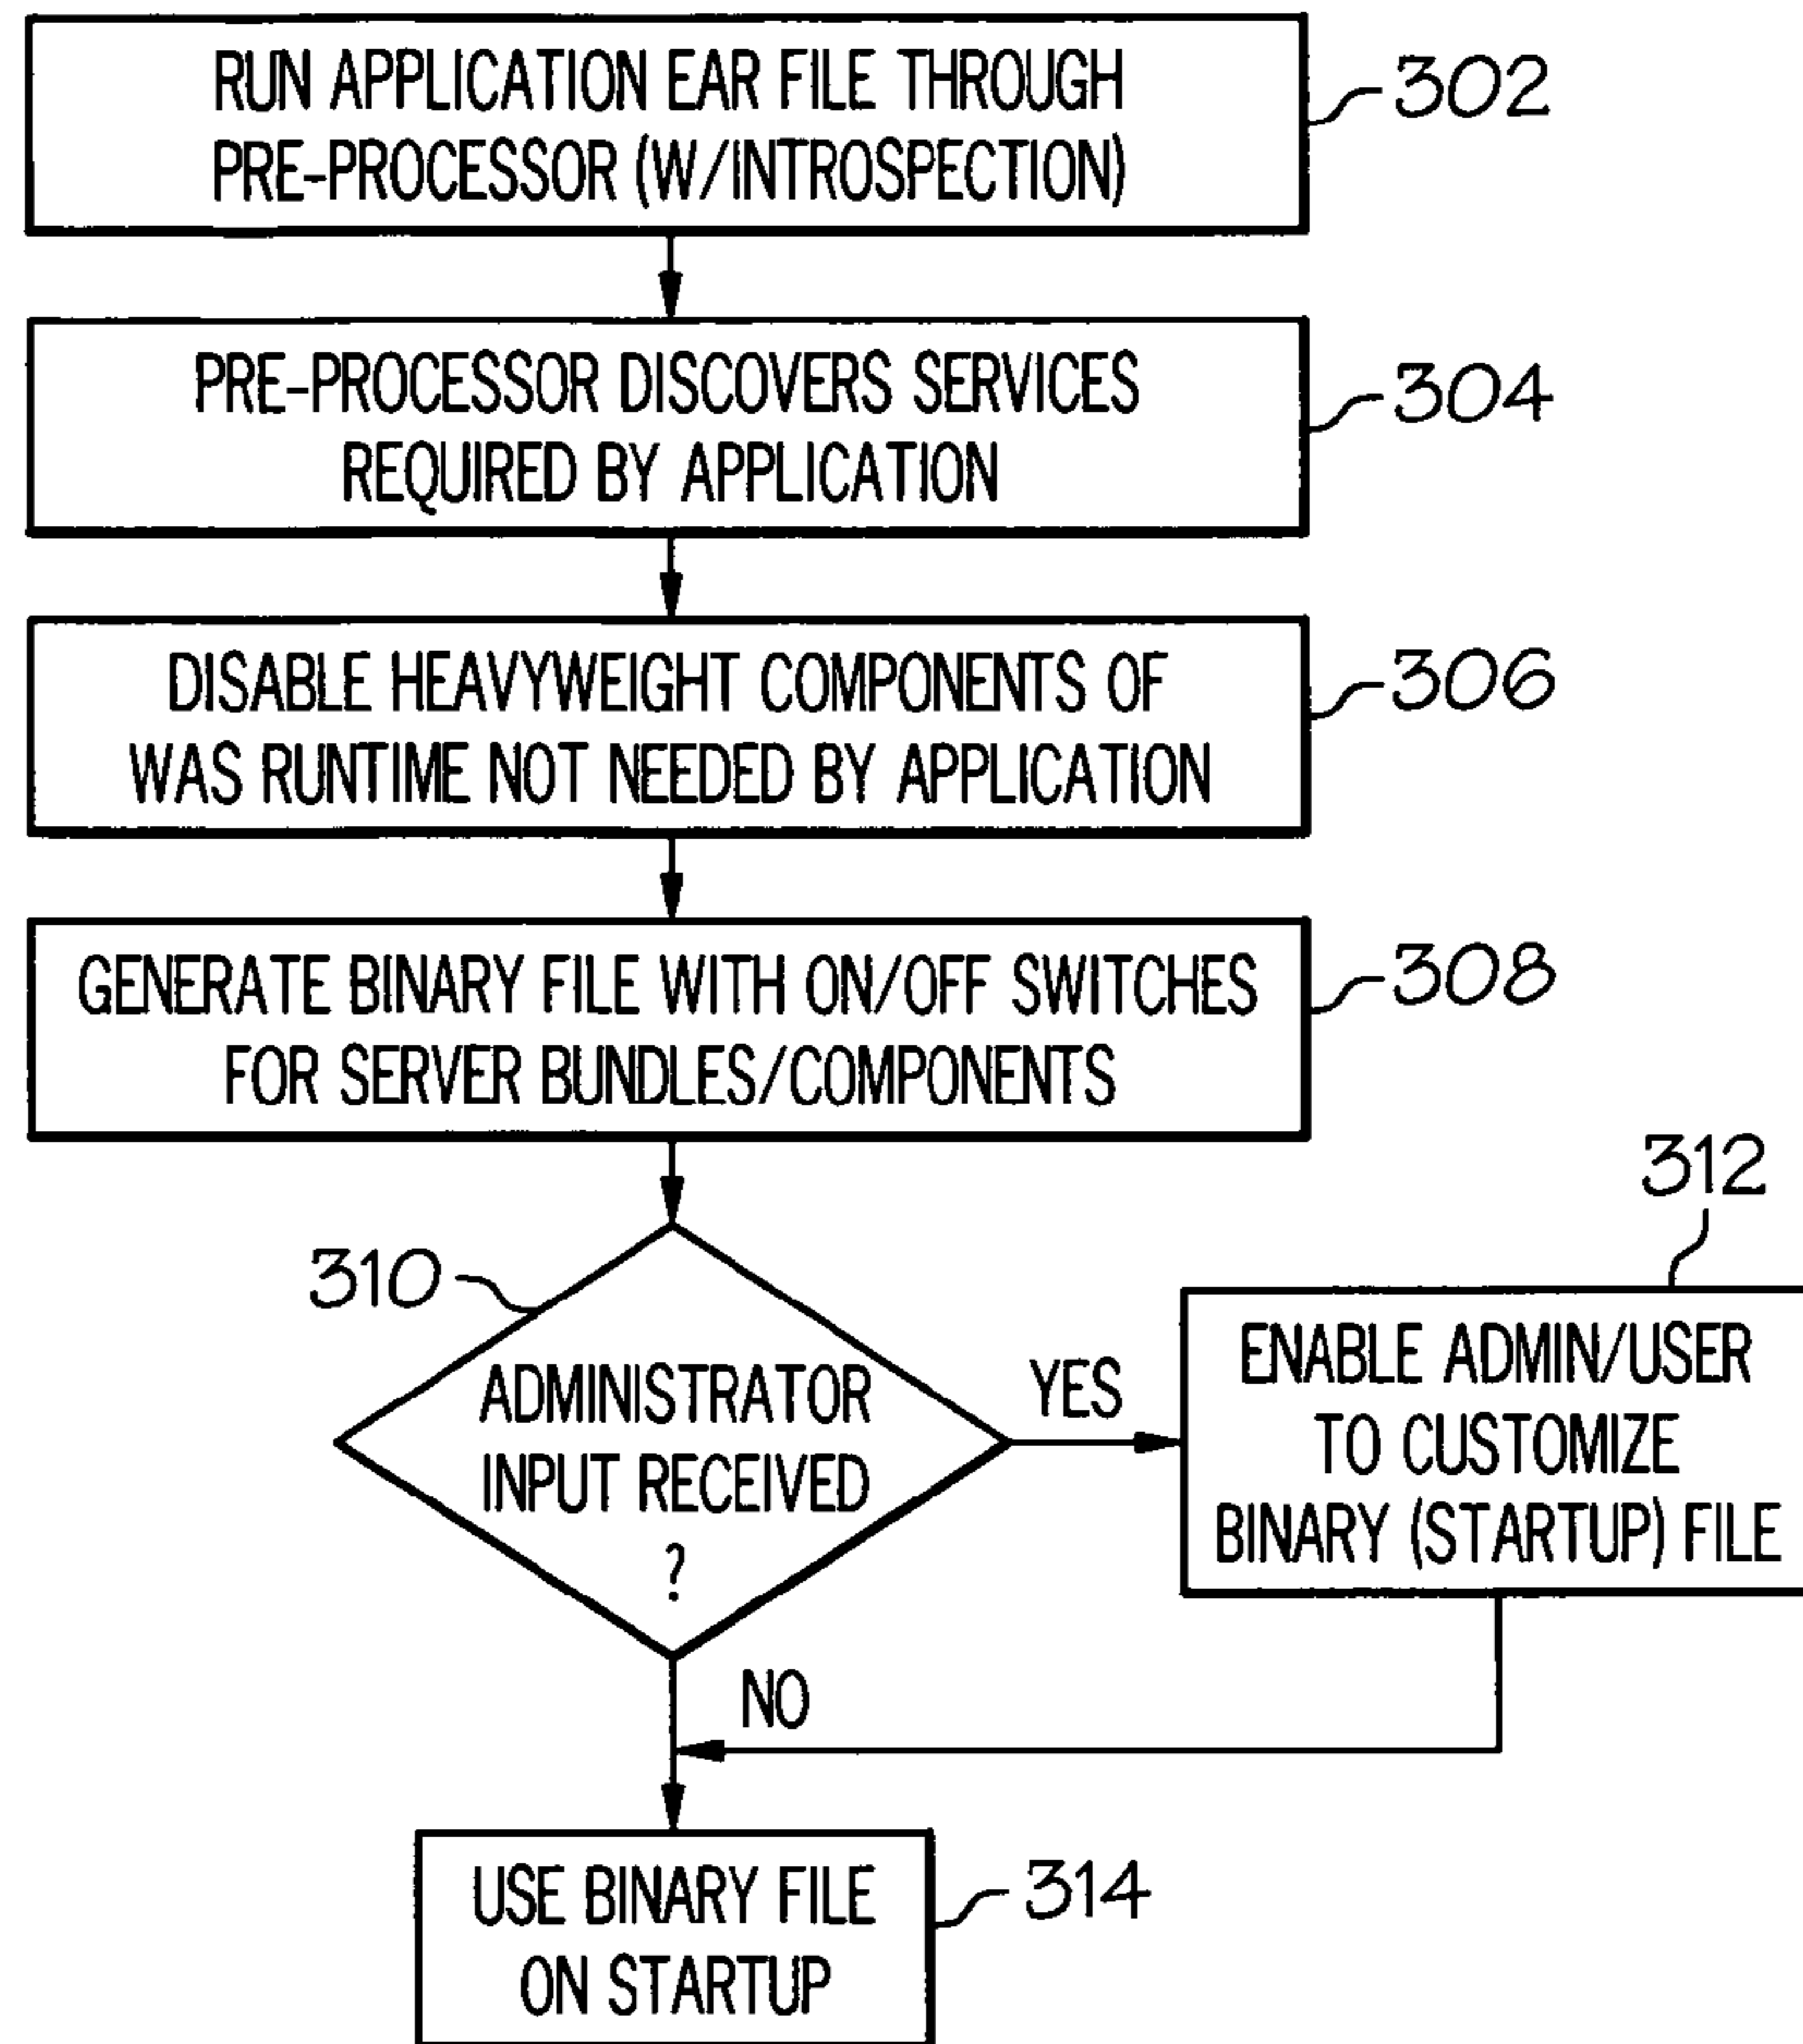 RUN APPLICATION EAR FILE THROUGH
PRE-PROCESSOR (W/INTROSPECTION)
302
PRE-PROCESSOR DISCOVERS SERVICES
REQUIRED BY APPLICATION
304
DISABLE HEAVYWEIGHT COMPONENTS OF
WAS RUNTIME NOT NEEDED BY APPLICATION
306
GENERATE BINARY FILE WITH ON/OFF SWITCHES
FOR SERVER BUNDLES/COMPONENTS
308
310
ADMINISTRATOR
INPUT RECEIVED
?
YES
312
ENABLE ADMIN/USER
TO CUSTOMIZE
BINARY (STARTUP) FILE
NO
USE BINARY FILE
ON STARTUP
314